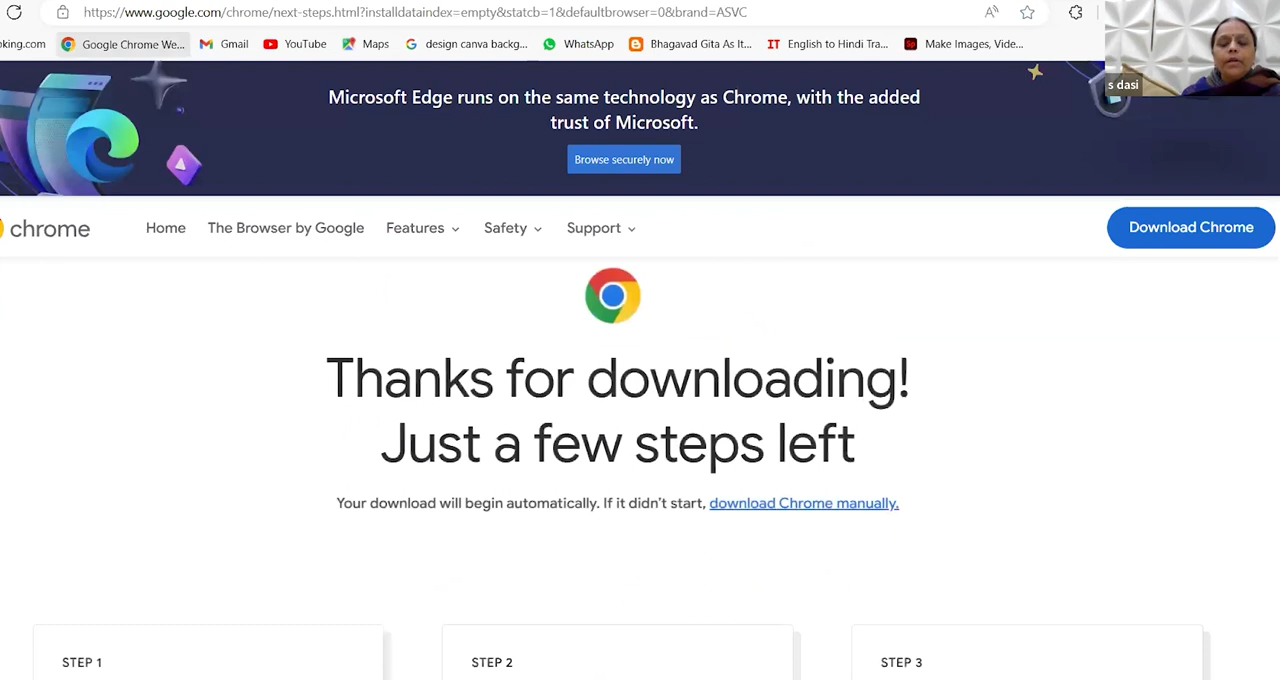 https://www.google.com/chrome/next-steps.html?installdataindex=empty&statcb=1&defaultbrowser=0&brand=ASVC
oking.com Google Chrome We... Gmail YouTube Maps design canva backg... WhatsApp Bhagavad Gita As It... IT English to Hindi Tra... Make Images, Vide...
s dasi
Microsoft Edge runs on the same technology as Chrome, with the added
trust of Microsoft.
Browse securely now
chrome Home The Browser by Google Features Safety Support Download Chrome
Thanks for downloading!
Just a few steps left
Your download will begin automatically. If it didn't start, download Chrome manually.
STEP 1 STEP 2 STEP 3